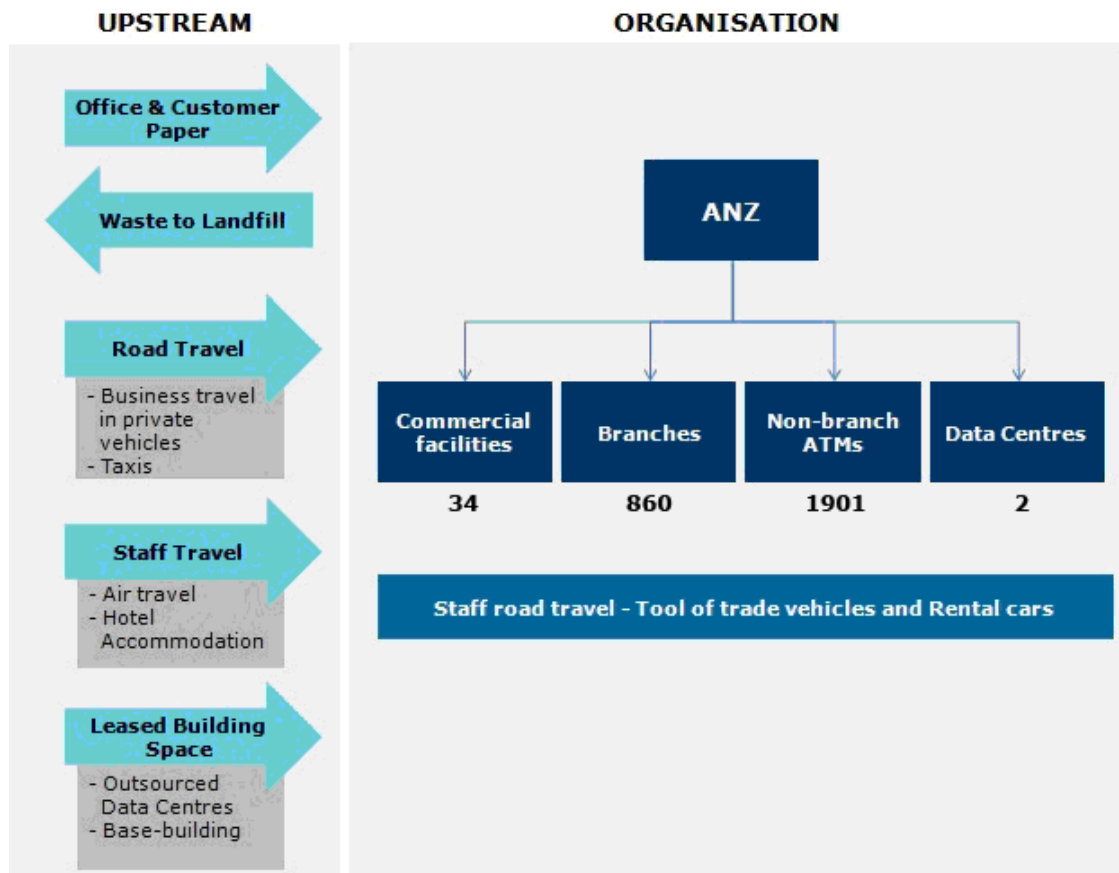 UPSTREAM
Office & Customer
Paper
Waste to Landfill
Road Travel
- Business travel
in private
vehicles
- Taxis
Staff Travel
- Air travel
- Hotel
Accommodation
Leased Building
Space
- Outsourced
Data Centres
- Base-building
ORGANISATION
ANZ
Commercial
facilities
34
Branches
860
Non-branch
ATMs
1901
Data Centres
2
Staff road travel - Tool of trade vehicles and Rental cars